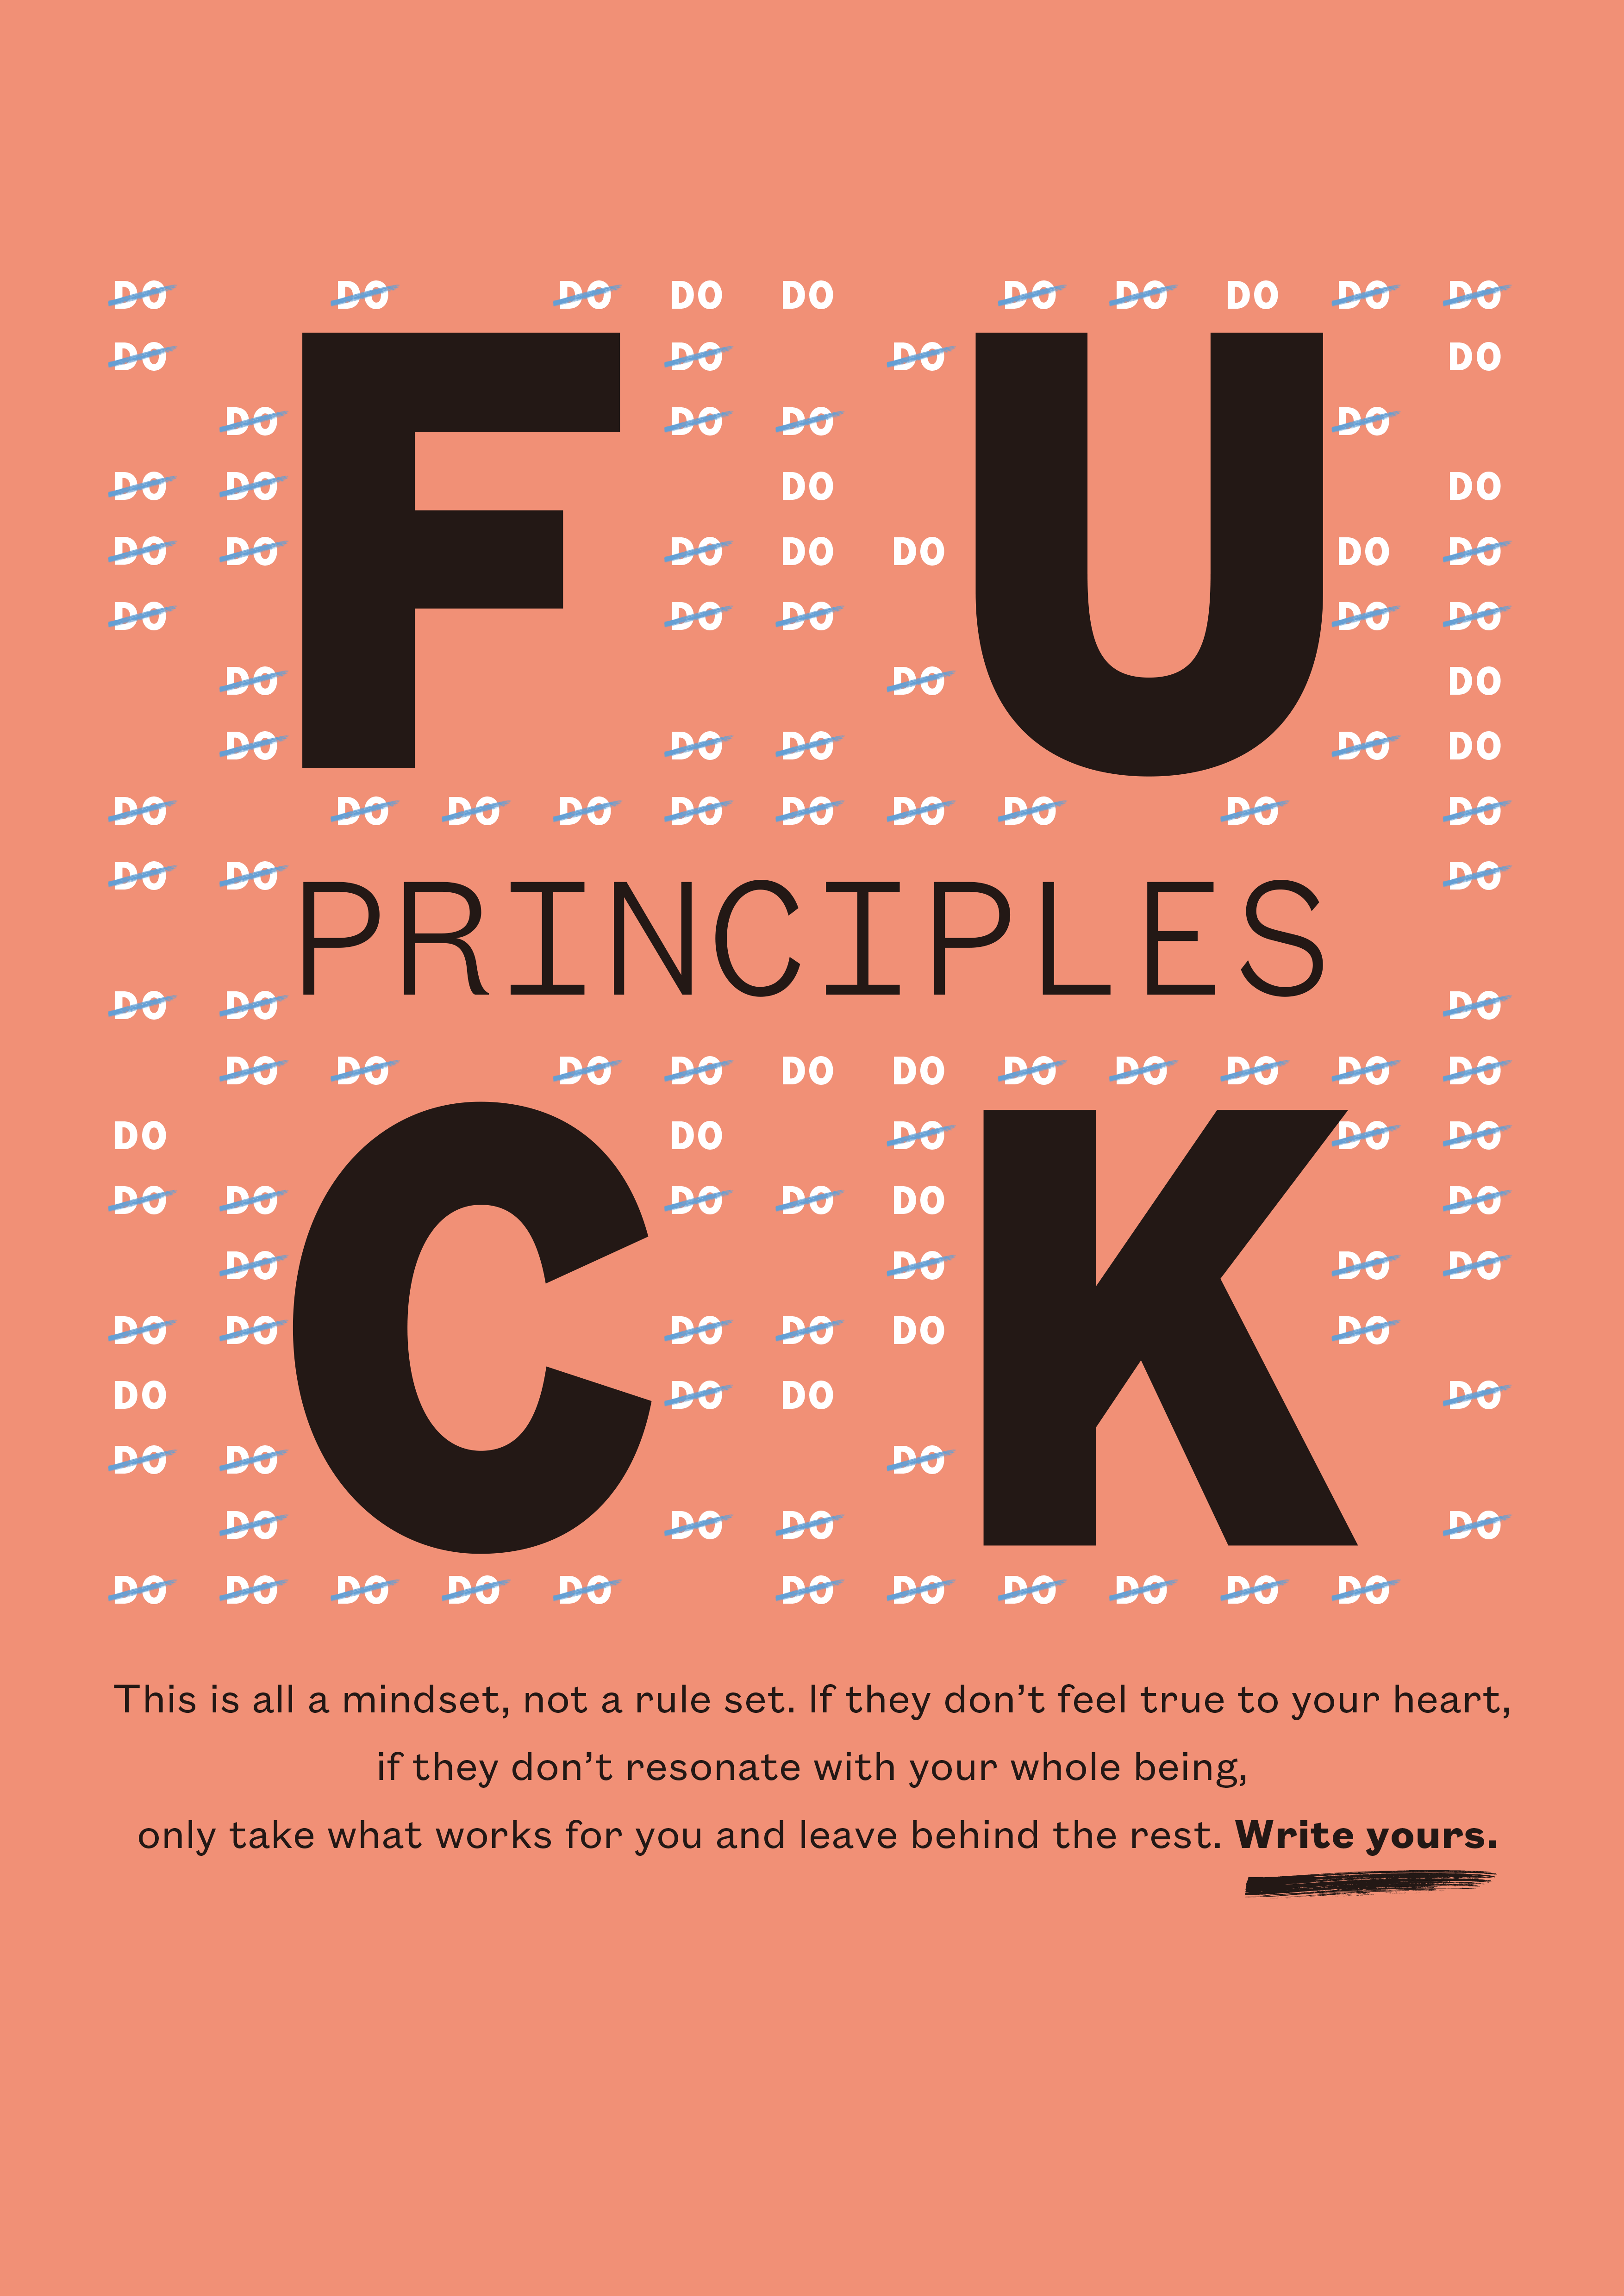 DO DO DO DO DO DO DO DO DO DO
DO DO DO DO
DO DO DO DO
DO DO DO DO
DO DO DO DO DO DO DO
DO DO DO DO DO
DO DO DO
DO DO DO DO DO
F U
DO DO DO DO DO DO DO DO DO DO
DO DO DO
PRINCIPLES
DO DO DO
DO DO DO DO DO DO DO DO DO DO DO
DO DO DO DO DO
DO DO DO DO DO DO
DO DO DO DO
DO DO DO DO DO DO
DO DO DO DO
DO DO DO
DO DO DO DO
C K
DO DO DO DO DO DO DO DO DO DO DO
This is all a mindset, not a rule set. If they don’t feel true to your heart,
if they don’t resonate with your whole being,
only take what works for you and leave behind the rest. Write yours.